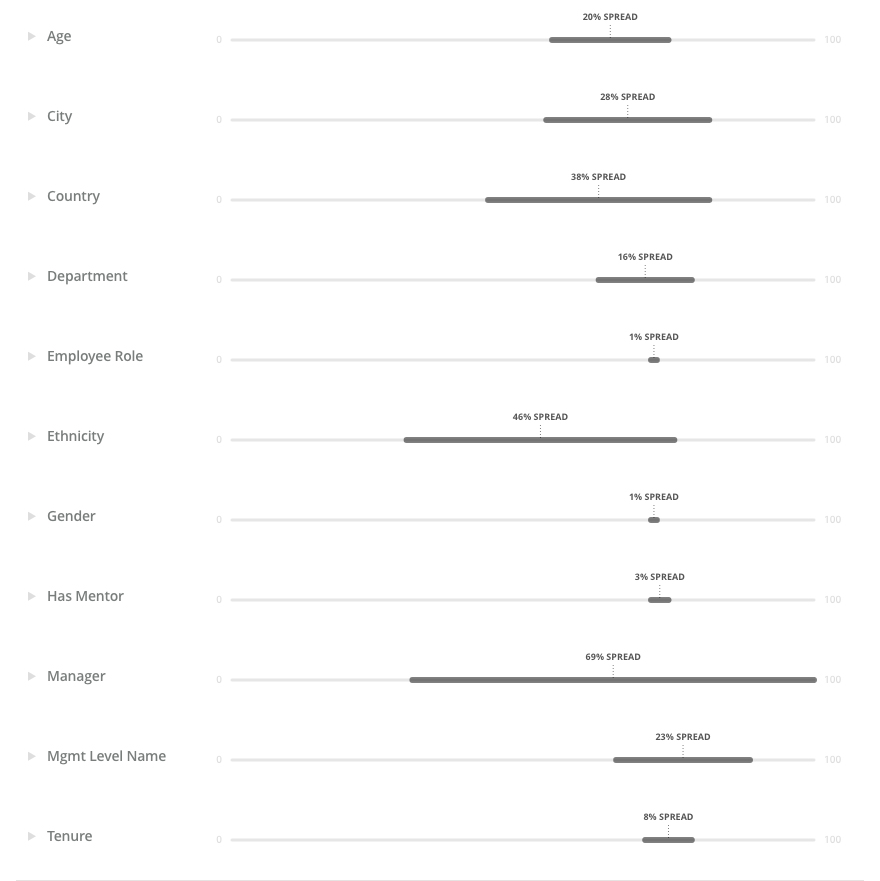 20% SPREAD
Age 0 100
28% SPREAD
City 0 100
38% SPREAD
Country 0 100
16% SPREAD
Department 0 100
1% SPREAD
Employee Role 0 100
46% SPREAD
Ethnicity 0 100
1% SPREAD
Gender 0 100
3% SPREAD
Has Mentor 0 100
69% SPREAD
Manager 0 100
23% SPREAD
Mgmt Level Name 0 100
8% SPREAD
Tenure 0 100